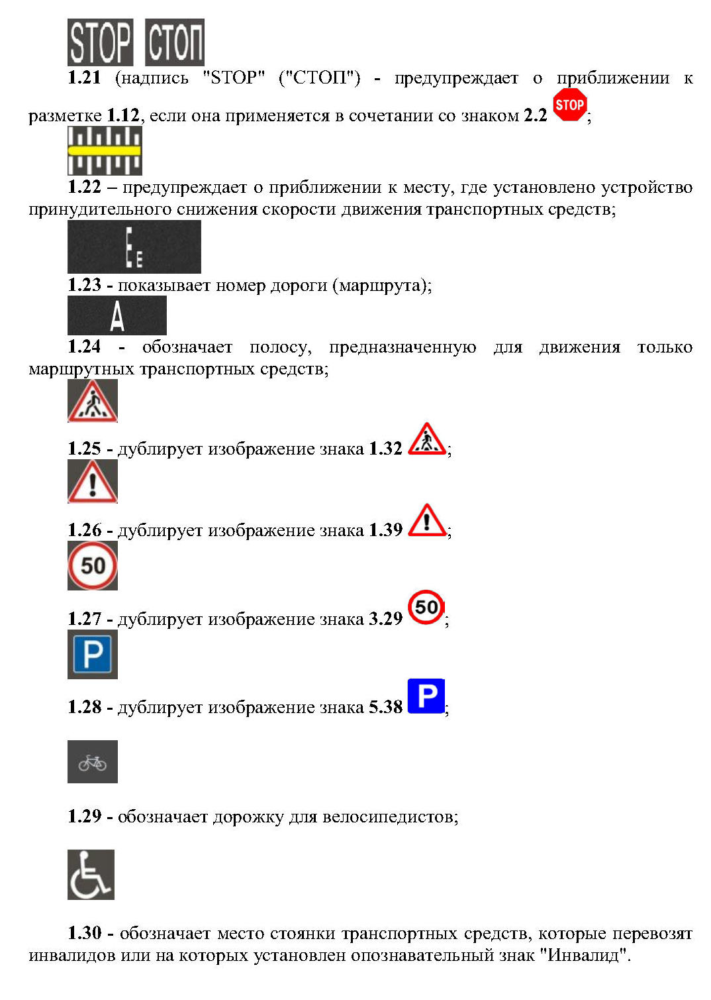 STOP СТОП
1.21 (надпись "STOP" ("СТОП") - предупреждает о приближении к
разметке 1.12, если она применяется в сочетании со знаком 2.2 STOP;
1.22 – предупреждает о приближении к месту, где установлено устройство
принудительного снижения скорости движения транспортных средств;
E E
1.23 - показывает номер дороги (маршрута);
А
1.24 - обозначает полосу, предназначенную для движения только
маршрутных транспортных средств;
1.25 - дублирует изображение знака 1.32 ;
!
1.26 - дублирует изображение знака 1.39 !;
50
1.27 - дублирует изображение знака 3.29 50;
P
1.28 - дублирует изображение знака 5.38 P;
1.29 - обозначает дорожку для велосипедистов;
1.30 - обозначает место стоянки транспортных средств, которые перевозят
инвалидов или на которых установлен опознавательный знак "Инвалид".